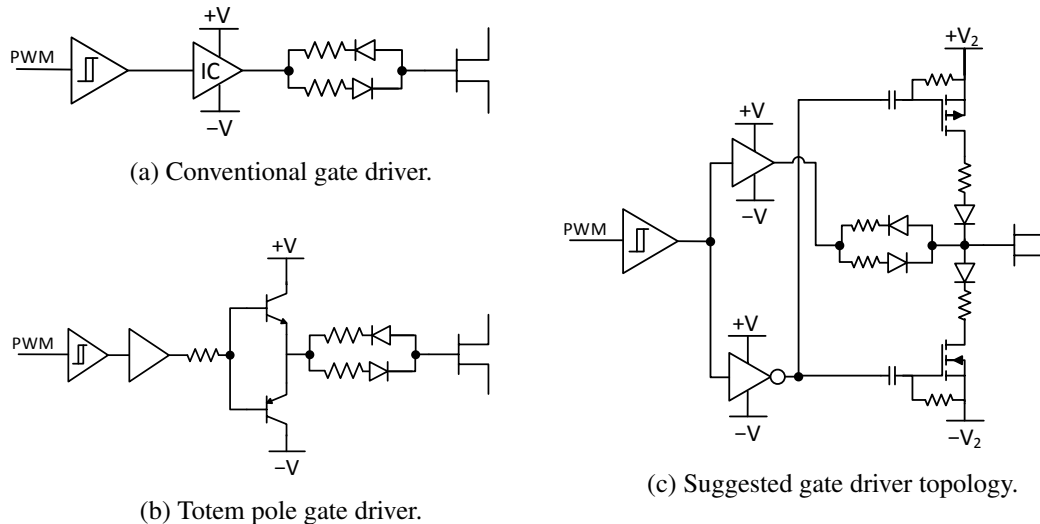 +V
PWM
IC
−V
(a) Conventional gate driver.
+V
PWM
−V
(b) Totem pole gate driver.
+V₂
+V
−V
PWM
+V
−V
−V₂
(c) Suggested gate driver topology.